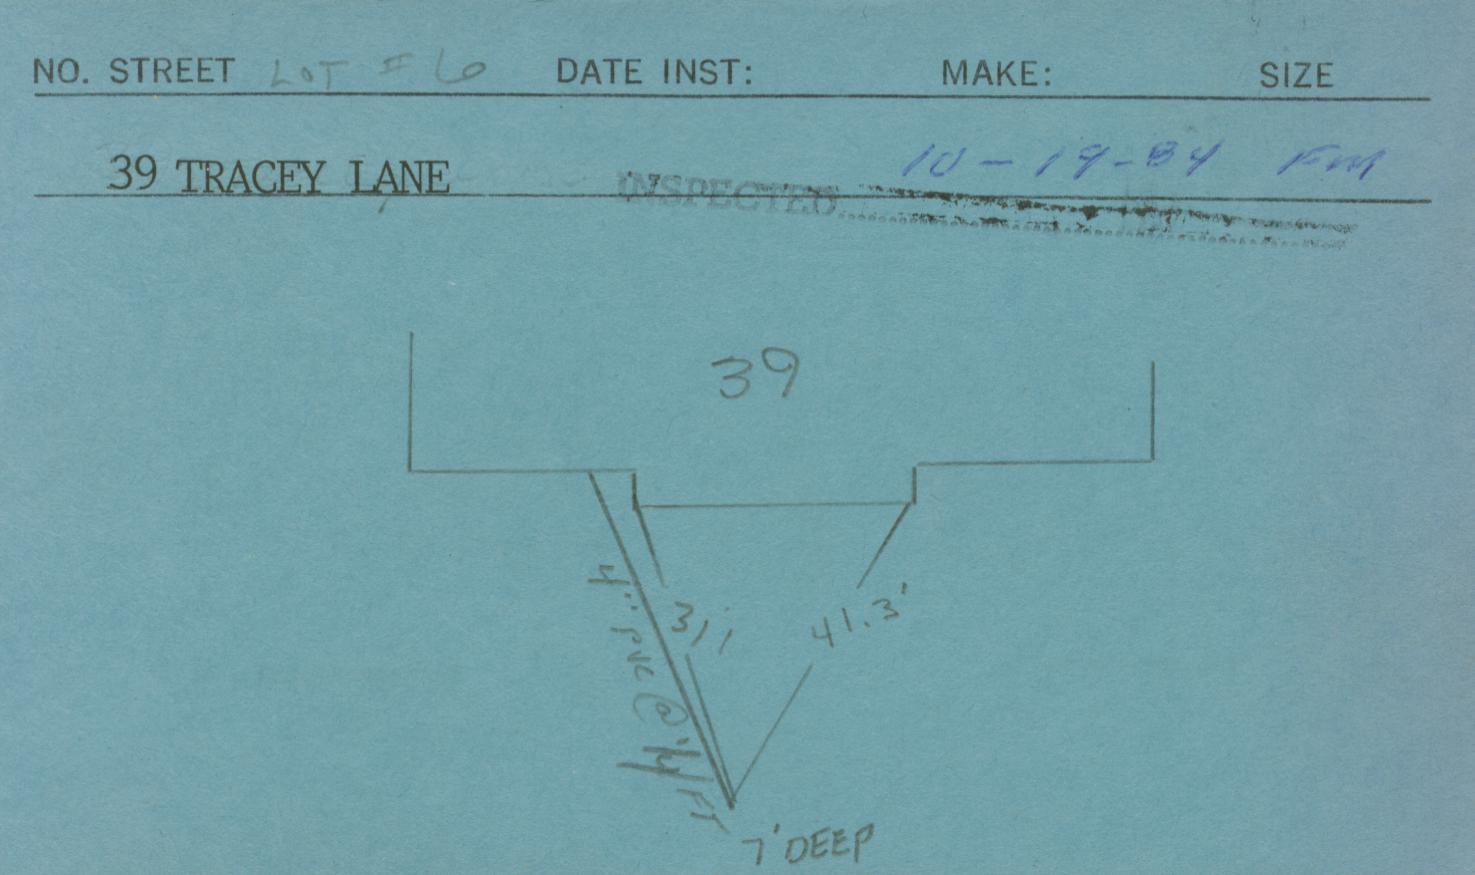 NO. STREET LOT #6 DATE INST: MAKE: SIZE
39 TRACEY LANE INSPECTED 10-19-84 FM
39
4" PVC @ 1/4"/FT
31'
41.3'
7' DEEP